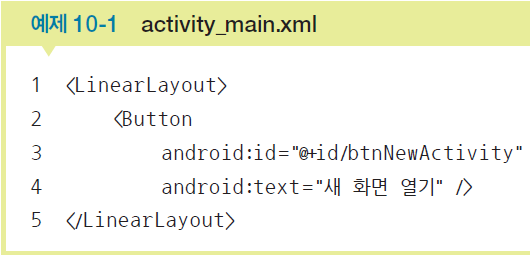 예제 10-1 activity_main.xml
1 <LinearLayout>
2 <Button
3 android:id="@+id/btnNewActivity"
4 android:text="새 화면 열기" />
5 </LinearLayout>